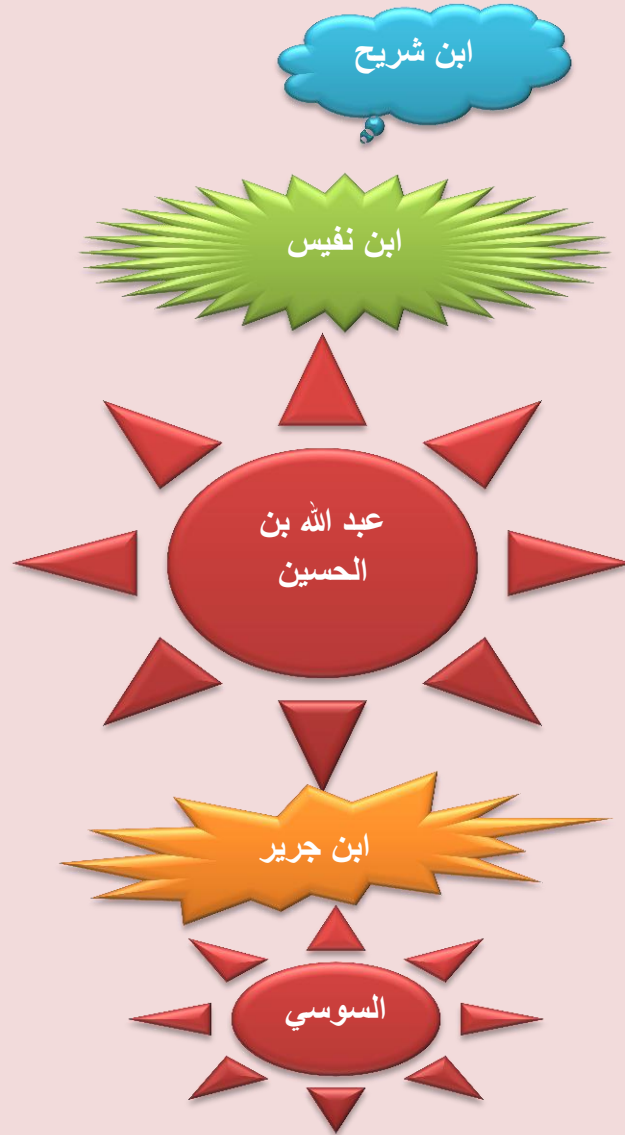 ابن شريح
ابن نفيس
عبد الله بن
الحسين
ابن جرير
السوسي